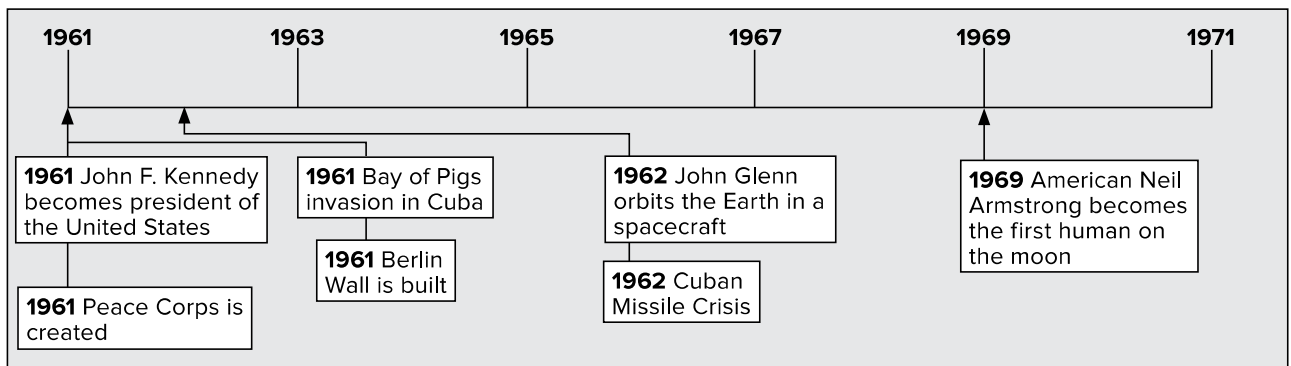 1961 1963 1965 1967 1969 1971
1961 John F. Kennedy
becomes president of
the United States
1961 Peace Corps is
created
1961 Bay of Pigs
invasion in Cuba
1961 Berlin
Wall is built
1962 John Glenn
orbits the Earth in a
spacecraft
1962 Cuban
Missile Crisis
1969 American Neil
Armstrong becomes
the first human on
the moon